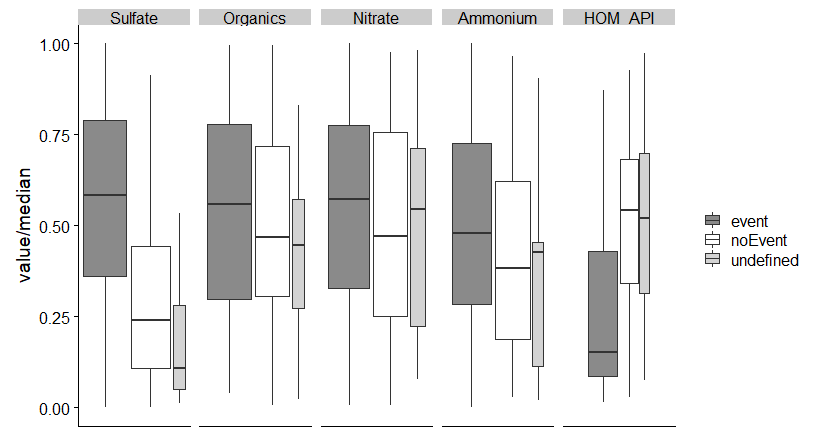 Sulfate
Organics
Nitrate
Ammonium
HOM_API
1.00
0.75
0.50
0.25
0.00
value/median
event
noEvent
undefined